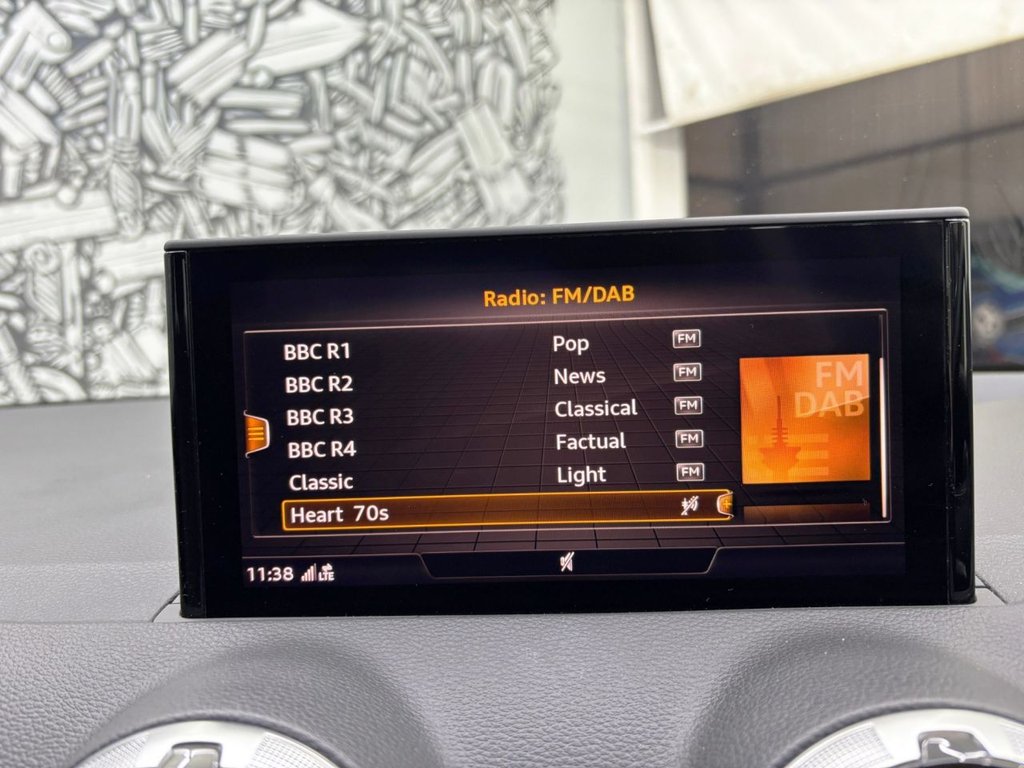 Radio: FM/DAB
BBC R1 Pop FM
BBC R2 News FM
BBC R3 Classical FM
BBC R4 Factual FM
Classic Light FM
Heart 70s
FM
DAB
11:38 LTE